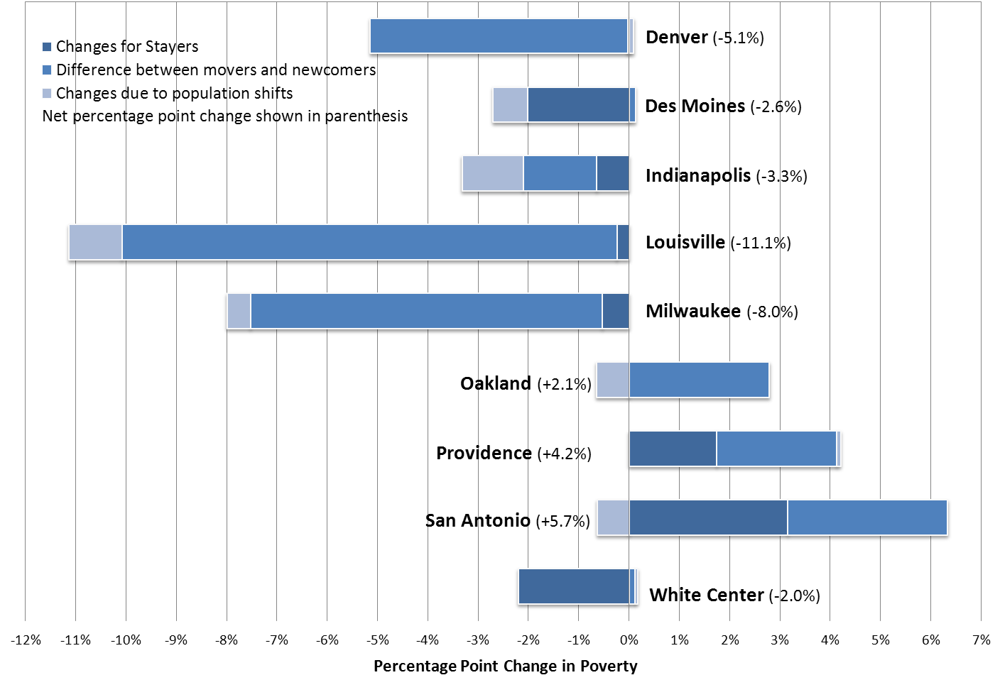 Denver (-5.1%)
Changes for Stayers
Difference between movers and newcomers
Changes due to population shifts
Net percentage point change shown in parenthesis
Des Moines (-2.6%)
Indianapolis (-3.3%)
Louisville (-11.1%)
Milwaukee (-8.0%)
Oakland (+2.1%)
Providence (+4.2%)
San Antonio (+5.7%)
White Center (-2.0%)
-12% -11% -10% -9% -8% -7% -6% -5% -4% -3% -2% -1% 0% 1% 2% 3% 4% 5% 6% 7%
Percentage Point Change in Poverty